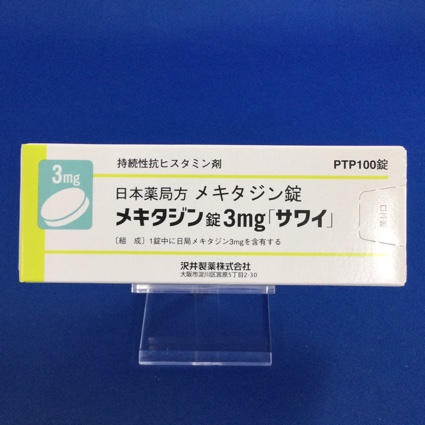 3mg
持続性抗ヒスタミン剤
PTP100錠
日本薬局方 メキタジン錠
メキタジン錠3mg「サワイ」
〔組 成〕1錠中に日局メキタジン3mgを含有する
沢井製薬株式会社
大阪市淀川区宮原5丁目2-30